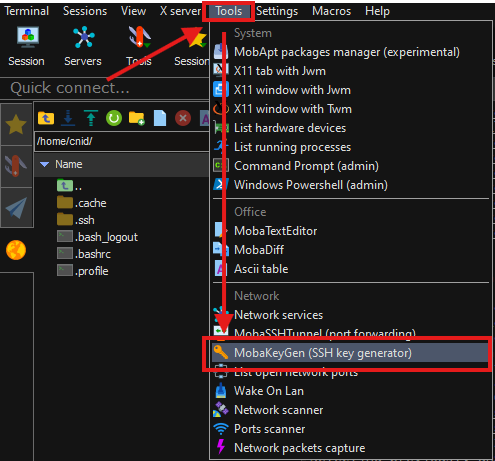 Terminal Sessions View X server Tools Settings Macros Help
Session Servers Tools Session
Quick connect...
/home/cnid/
Name
..
.cache
.ssh
.bash_logout
.bashrc
.profile
System
MobApt packages manager (experimental)
X11 tab with Jwm
X11 window with Jwm
X11 window with Twm
List hardware devices
List running processes
Command Prompt (admin)
Windows Powershell (admin)
Office
MobaTextEditor
MobaDiff
Ascii table
Network
Network services
MobaSSHTunnel (port forwarding)
MobaKeyGen (SSH key generator)
List open network ports
Wake On Lan
Network scanner
Ports scanner
Network packets capture